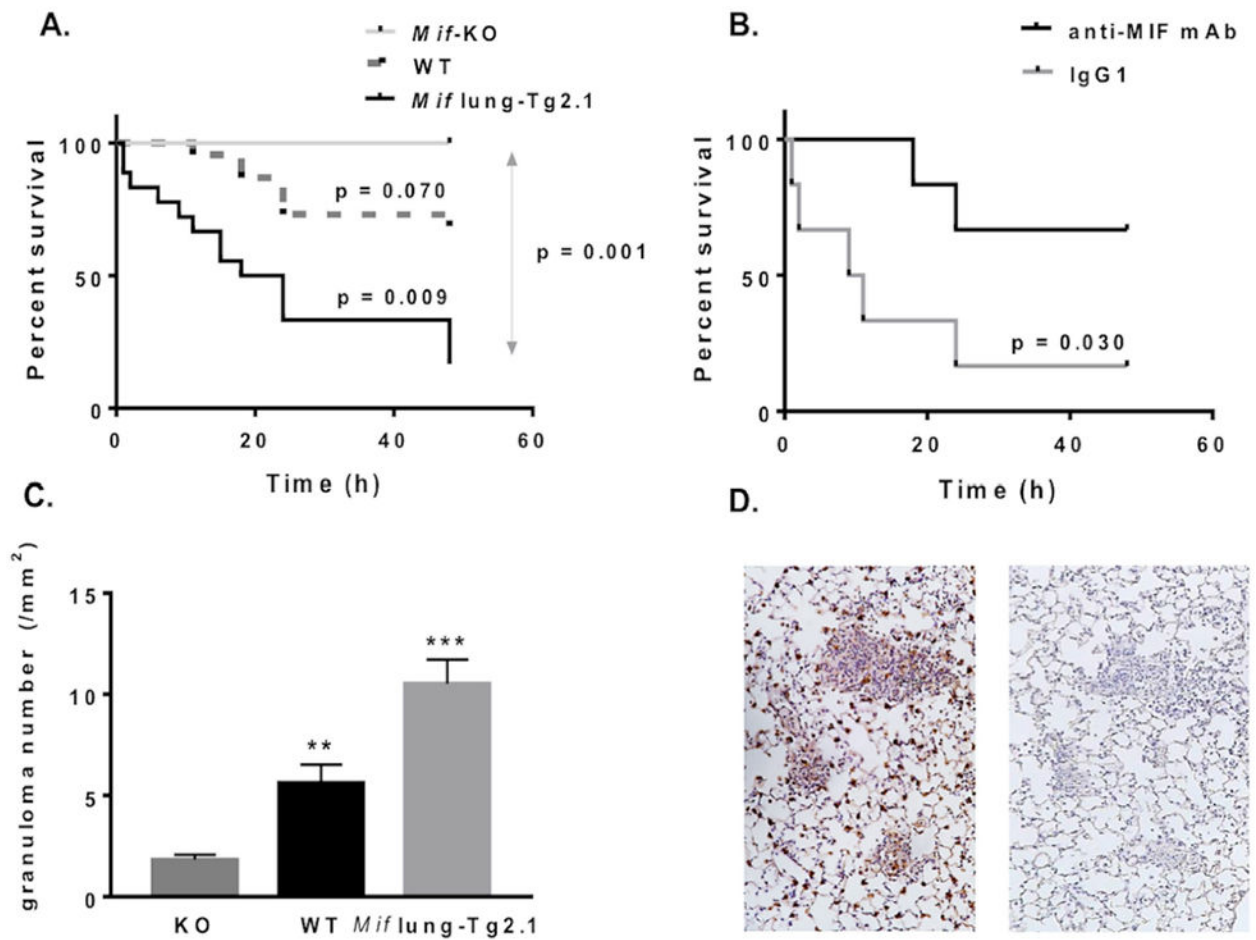 A.
Mif-KO
WT
Mif lung-Tg2.1
Percent survival
100
50
0
p = 0.070
p = 0.009
p = 0.001
0 20 40 60
Time (h)
B.
anti-MIF mAb
IgG1
Percent survival
100
50
0
p = 0.030
0 20 40 60
Time (h)
C.
granuloma number (/mm²)
15
10
5
0
**
***
KO WT Mif lung-Tg2.1
D.